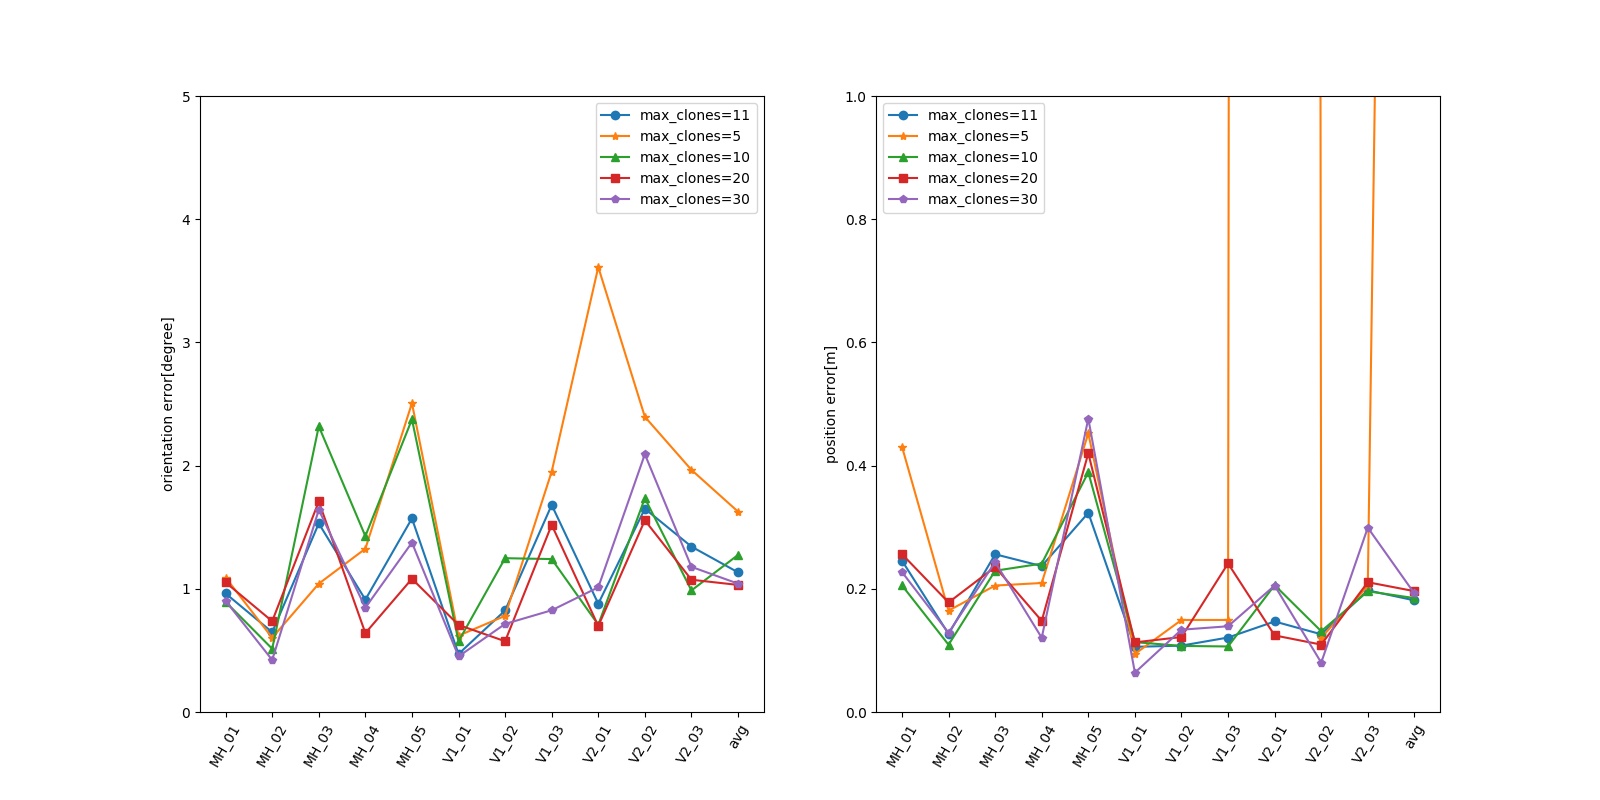 5
4
3
2
1
0
orientation error[degree]
max_clones=11
max_clones=5
max_clones=10
max_clones=20
max_clones=30
MH_01
MH_02
MH_03
MH_04
MH_05
V1_01
V1_02
V1_03
V2_01
V2_02
V2_03
avg
1.0
0.8
0.6
0.4
0.2
0.0
position error[m]
max_clones=11
max_clones=5
max_clones=10
max_clones=20
max_clones=30
MH_01
MH_02
MH_03
MH_04
MH_05
V1_01
V1_02
V1_03
V2_01
V2_02
V2_03
avg